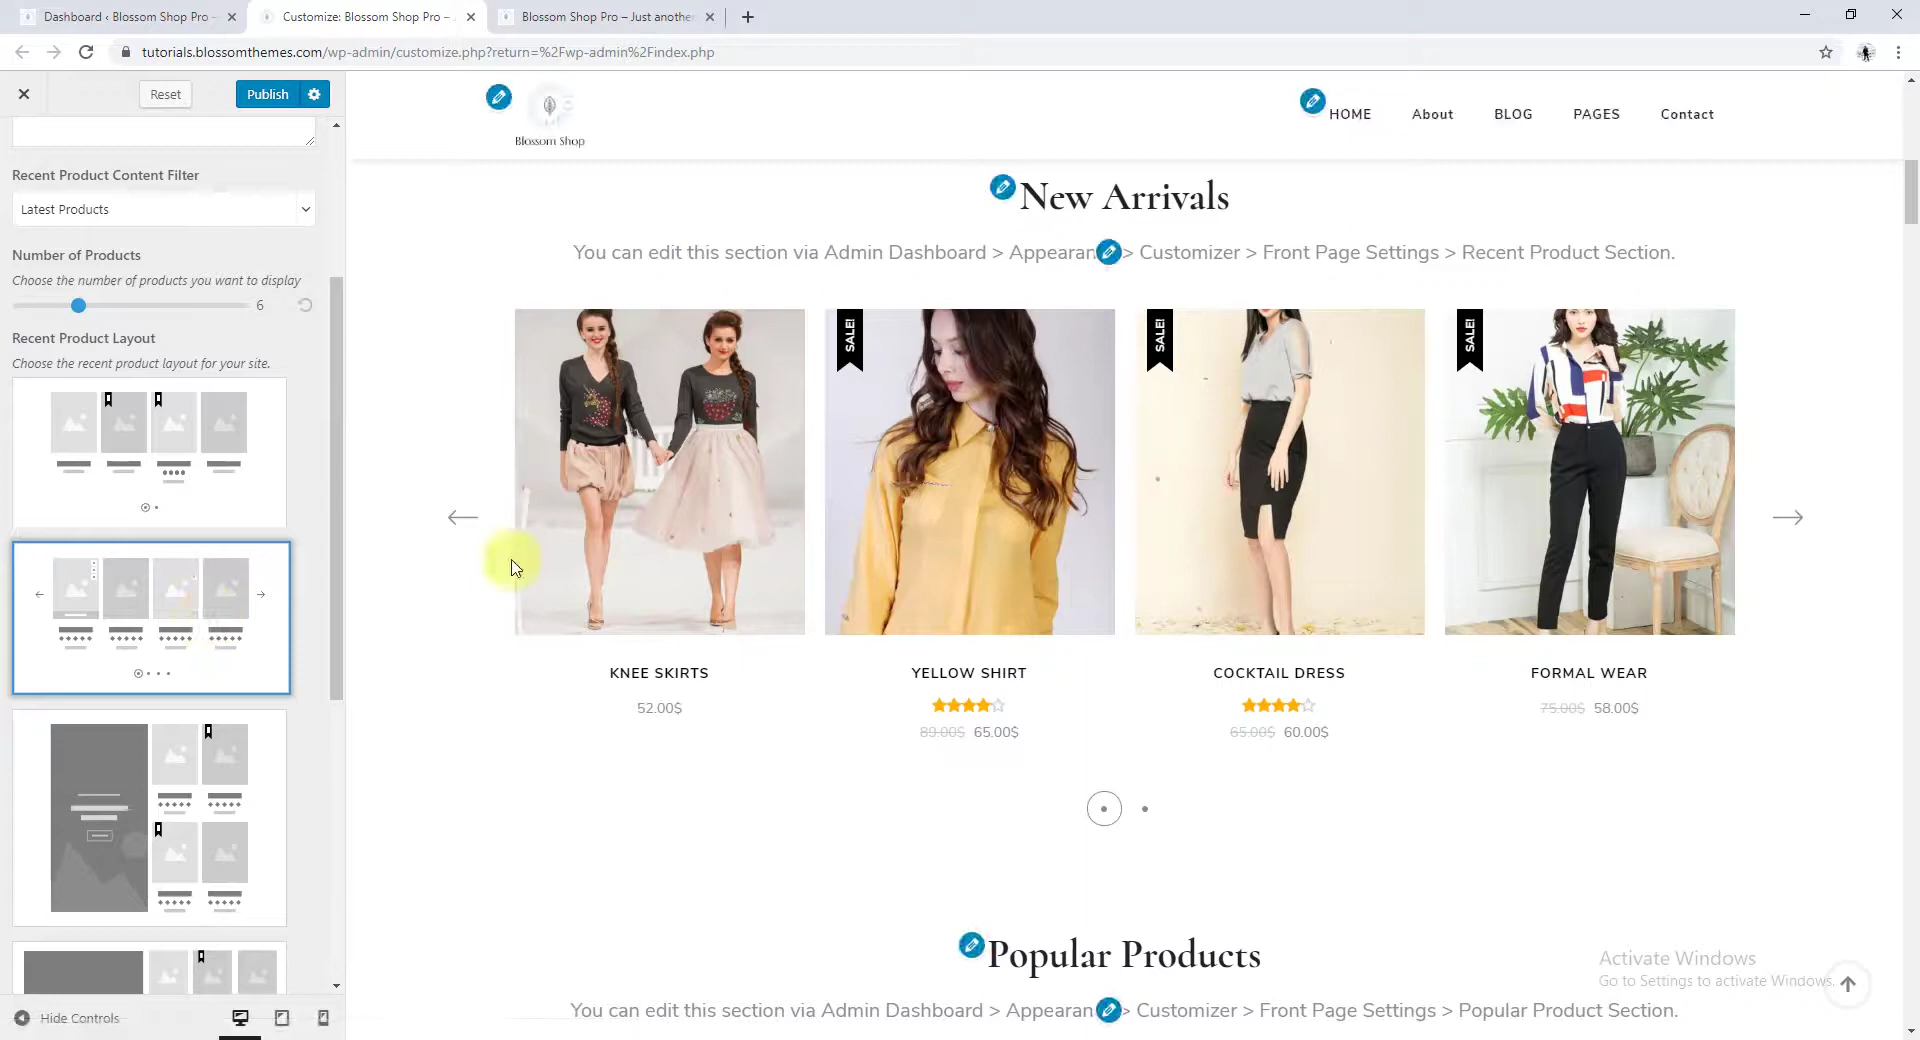 Dashboard ‹ Blossom Shop Pro –
Customize: Blossom Shop Pro –
Blossom Shop Pro – Just another
tutorials.blossomthemes.com/wp-admin/customize.php?return=%2Fwp-admin%2Findex.php
Reset
Publish
Blossom Shop
HOME
About
BLOG
PAGES
Contact
Recent Product Content Filter
Latest Products
Number of Products
Choose the number of products you want to display
6
Recent Product Layout
Choose the recent product layout for your site.
New Arrivals
You can edit this section via Admin Dashboard > Appearan > Customizer > Front Page Settings > Recent Product Section.
SALE!
SALE!
SALE!
KNEE SKIRTS
52.00$
YELLOW SHIRT
89.00$ 65.00$
COCKTAIL DRESS
65.00$ 60.00$
FORMAL WEAR
75.00$ 58.00$
Popular Products
You can edit this section via Admin Dashboard > Appearan > Customizer > Front Page Settings > Popular Product Section.
Activate Windows
Go to Settings to activate Windows.
Hide Controls